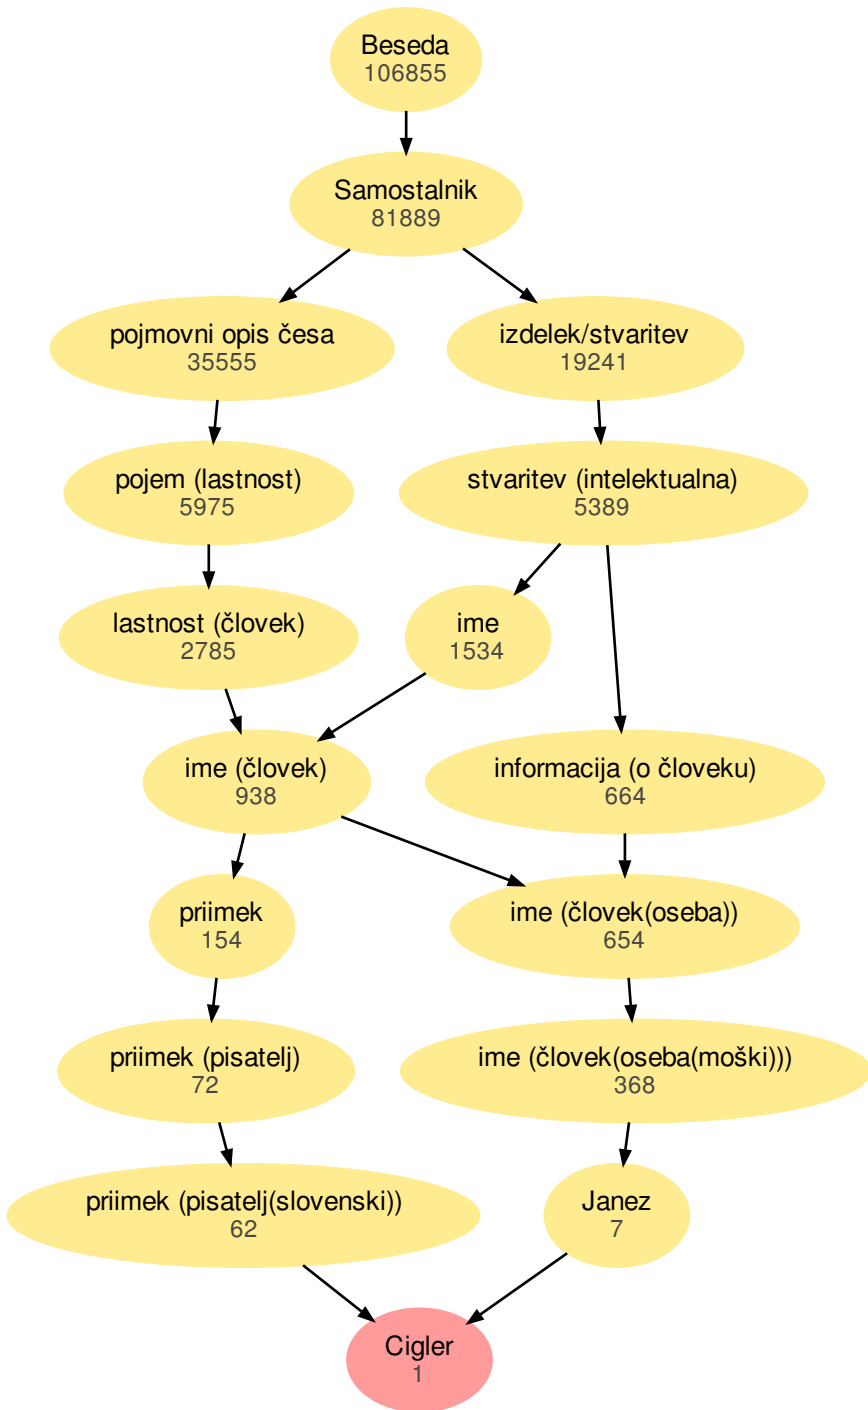 Beseda
106855
Samostalnik
81889
pojmovni opis česa
35555
izdelek/stvaritev
19241
pojem (lastnost)
5975
stvaritev (intelektualna)
5389
lastnost (človek)
2785
ime
1534
ime (človek)
938
informacija (o človeku)
664
priimek
154
ime (človek(oseba))
654
priimek (pisatelj)
72
ime (človek(oseba(moški)))
368
priimek (pisatelj(slovenski))
62
Janez
7
Cigler
1